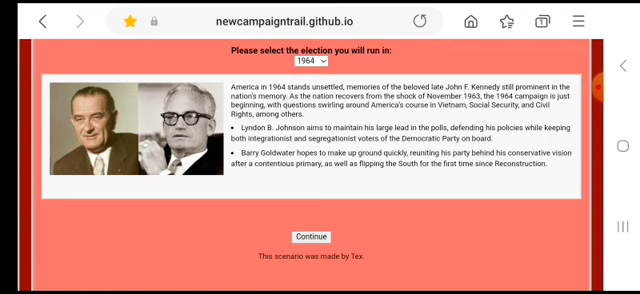 newcampaigntrail.github.io
1
Please select the election you will run in:
1964
America in 1964 stands unsettled, memories of the beloved late John F. Kennedy still prominent in the
nation's memory. As the nation recovers from the shock of November 1963, the 1964 campaign is just
beginning, with questions swirling around America's course in Vietnam, Social Security, and Civil
Rights, among others.
• Lyndon B. Johnson aims to maintain his large lead in the polls, defending his policies while keeping
both integrationist and segregationist voters of the Democratic Party on board.
• Barry Goldwater hopes to make up ground quickly, reuniting his party behind his conservative vision
after a contentious primary, as well as flipping the South for the first time since Reconstruction.
Continue
This scenario was made by Tex.